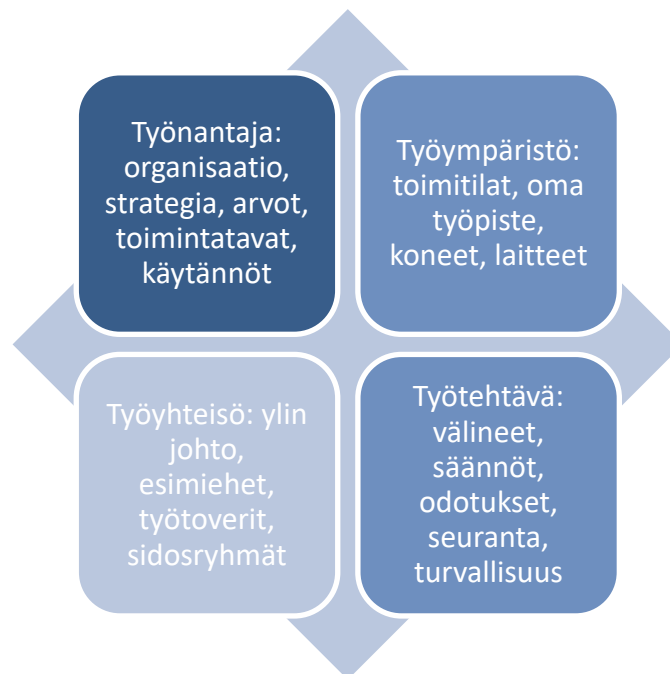 Työnantaja:
organisaatio,
strategia, arvot,
toimintatavat,
käytännöt
Työympäristö:
toimitilat, oma
työpiste,
koneet, laitteet
Työyhteisö: ylin
johto,
esimiehet,
työtoverit,
sidosryhmät
Työtehtävä:
välineet,
säännöt,
odotukset,
seuranta,
turvallisuus